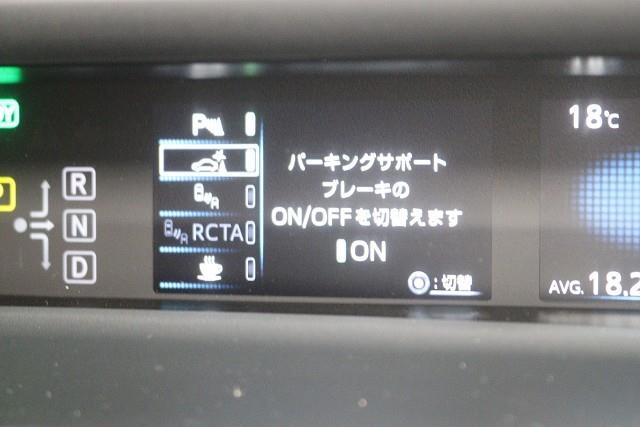 P
R
N
D
RCTA
パーキングサポート
ブレーキの
ON/OFFを切替えます
ON
:切替
18℃
AVG. 18.2